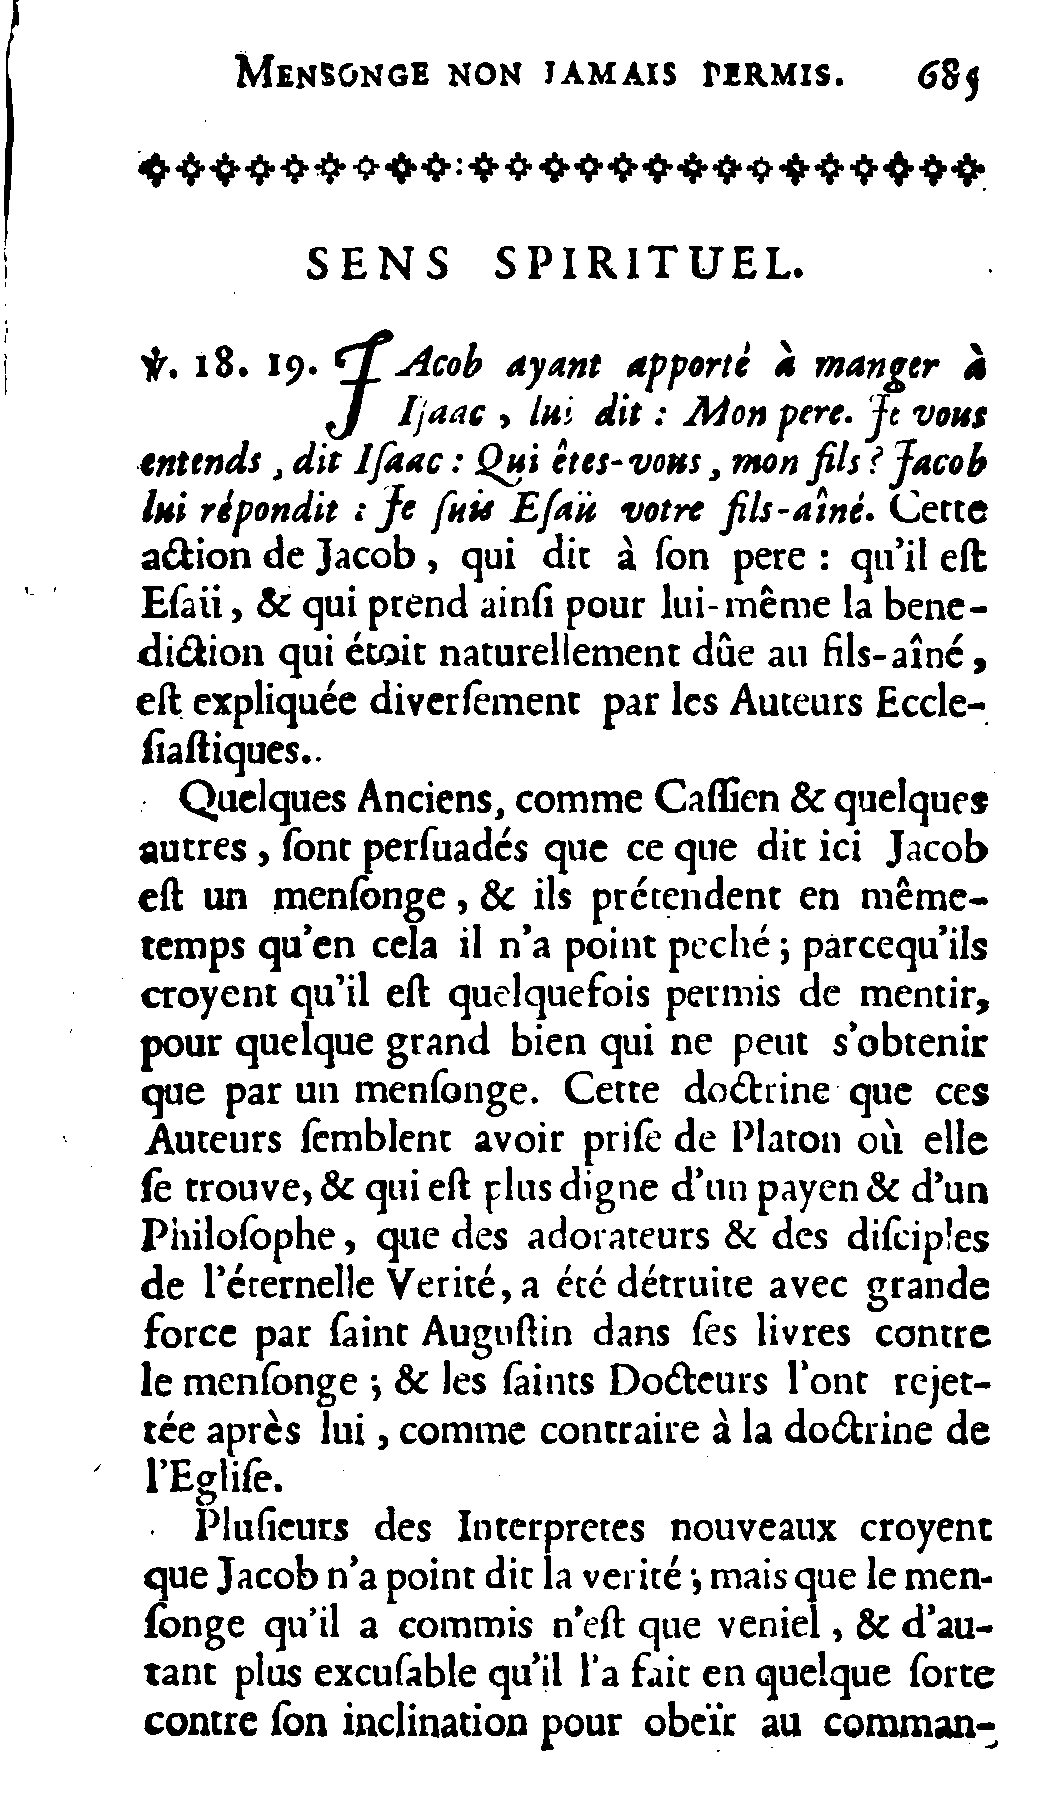 MENSONGE NON JAMAIS PERMIS. 685
SENS SPIRITUEL.
℣. 18. 19. JAcob ayant apporté à manger à
Iſaac, lui dit : Mon pere. Je vous
entends, dit Iſaac : Qui êtes-vous, mon fils ? Jacob
lui répondit : Je ſuis Eſaü votre fils-aîné. Cette
action de Jacob, qui dit à ſon pere : qu'il eſt
Eſaü, & qui prend ainſi pour lui-même la bene-
diction qui étoit naturellement dûe au fils-aîné,
eſt expliquée diverſement par les Auteurs Eccle-
ſiaſtiques.
Quelques Anciens, comme Caſſien & quelques
autres, ſont perſuadés que ce que dit ici Jacob
eſt un menſonge, & ils prétendent en même-
temps qu'en cela il n'a point peché ; parcequ'ils
croyent qu'il eſt quelquefois permis de mentir,
pour quelque grand bien qui ne peut s'obtenir
que par un menſonge. Cette doctrine que ces
Auteurs ſemblent avoir priſe de Platon où elle
ſe trouve, & qui eſt plus digne d'un payen & d'un
Philoſophe, que des adorateurs & des diſciples
de l'éternelle Verité, a été détruite avec grande
force par ſaint Auguſtin dans ſes livres contre
le menſonge ; & les ſaints Docteurs l'ont rejet-
tée après lui, comme contraire à la doctrine de
l'Egliſe.
Pluſieurs des Interpretes nouveaux croyent
que Jacob n'a point dit la verité ; mais que le men-
ſonge qu'il a commis n'eſt que veniel, & d'au-
tant plus excuſable qu'il l'a fait en quelque ſorte
contre ſon inclination pour obeïr au comman-